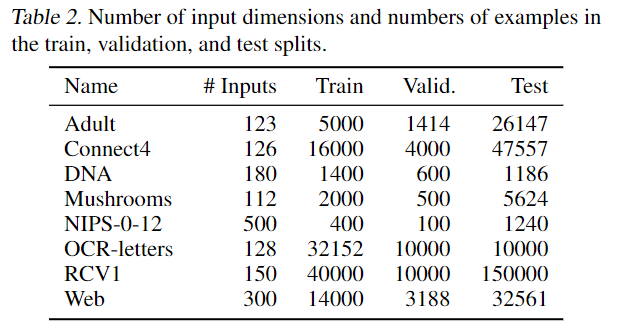 Table 2. Number of input dimensions and numbers of examples in
the train, validation, and test splits.
Name # Inputs Train Valid. Test
Adult 123 5000 1414 26147
Connect4 126 16000 4000 47557
DNA 180 1400 600 1186
Mushrooms 112 2000 500 5624
NIPS-0-12 500 400 100 1240
OCR-letters 128 32152 10000 10000
RCV1 150 40000 10000 150000
Web 300 14000 3188 32561